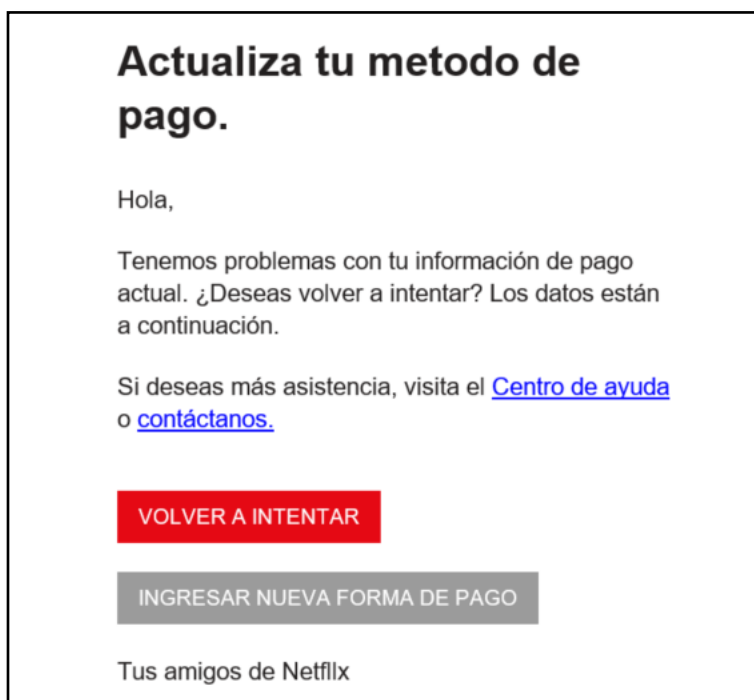 Actualiza tu metodo de
pago.
Hola,
Tenemos problemas con tu información de pago
actual. ¿Deseas volver a intentar? Los datos están
a continuación.
Si deseas más asistencia, visita el Centro de ayuda
o contáctanos.
VOLVER A INTENTAR
INGRESAR NUEVA FORMA DE PAGO
Tus amigos de Netfllx